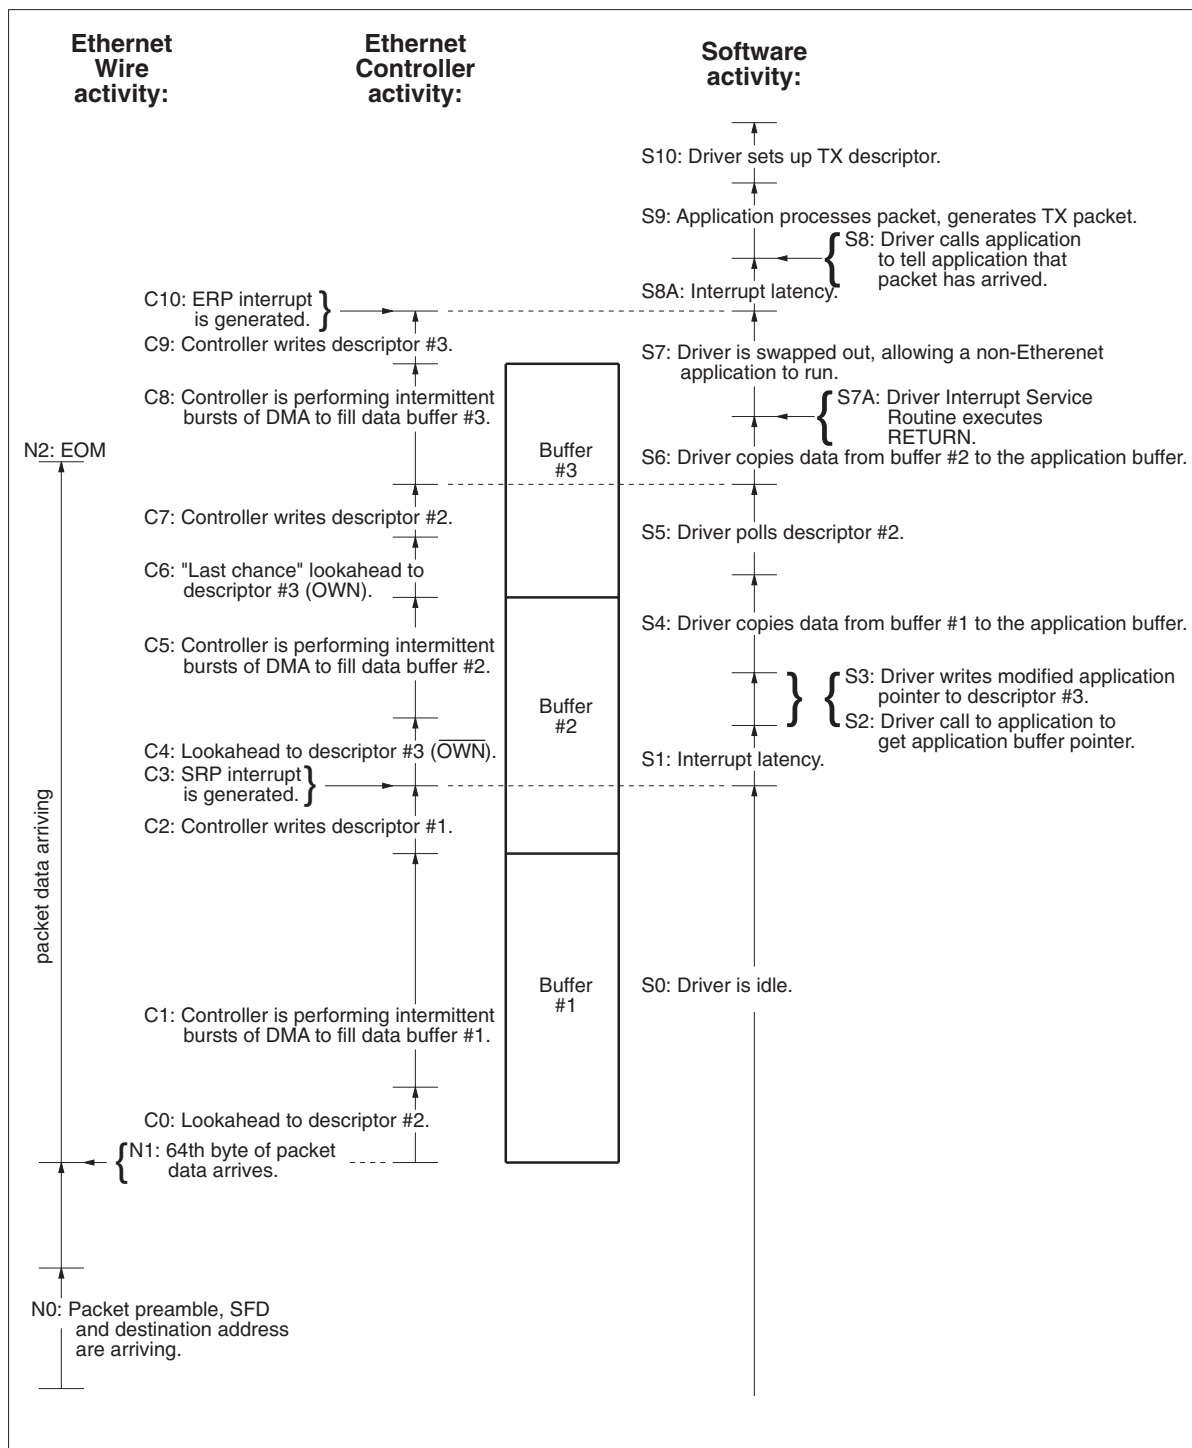 Ethernet
Wire
activity:
Ethernet
Controller
activity:
Software
activity:
S10: Driver sets up TX descriptor.
S9: Application processes packet, generates TX packet.
S8: Driver calls application
to tell application that
packet has arrived.
S8A: Interrupt latency.
C10: ERP interrupt
is generated.
C9: Controller writes descriptor #3.
S7: Driver is swapped out, allowing a non-Etherenet
application to run.
C8: Controller is performing intermittent
bursts of DMA to fill data buffer #3.
S7A: Driver Interrupt Service
Routine executes
RETURN.
N2: EOM
Buffer
#3
S6: Driver copies data from buffer #2 to the application buffer.
C7: Controller writes descriptor #2.
S5: Driver polls descriptor #2.
C6: "Last chance" lookahead to
descriptor #3 (OWN).
S4: Driver copies data from buffer #1 to the application buffer.
C5: Controller is performing intermittent
bursts of DMA to fill data buffer #2.
S3: Driver writes modified application
pointer to descriptor #3.
Buffer
#2
S2: Driver call to application to
get application buffer pointer.
C4: Lookahead to descriptor #3 (O̅W̅N̅).
S1: Interrupt latency.
C3: SRP interrupt
is generated.
C2: Controller writes descriptor #1.
packet data arriving
Buffer
#1
S0: Driver is idle.
C1: Controller is performing intermittent
bursts of DMA to fill data buffer #1.
C0: Lookahead to descriptor #2.
N1: 64th byte of packet
data arrives.
N0: Packet preamble, SFD
and destination address
are arriving.